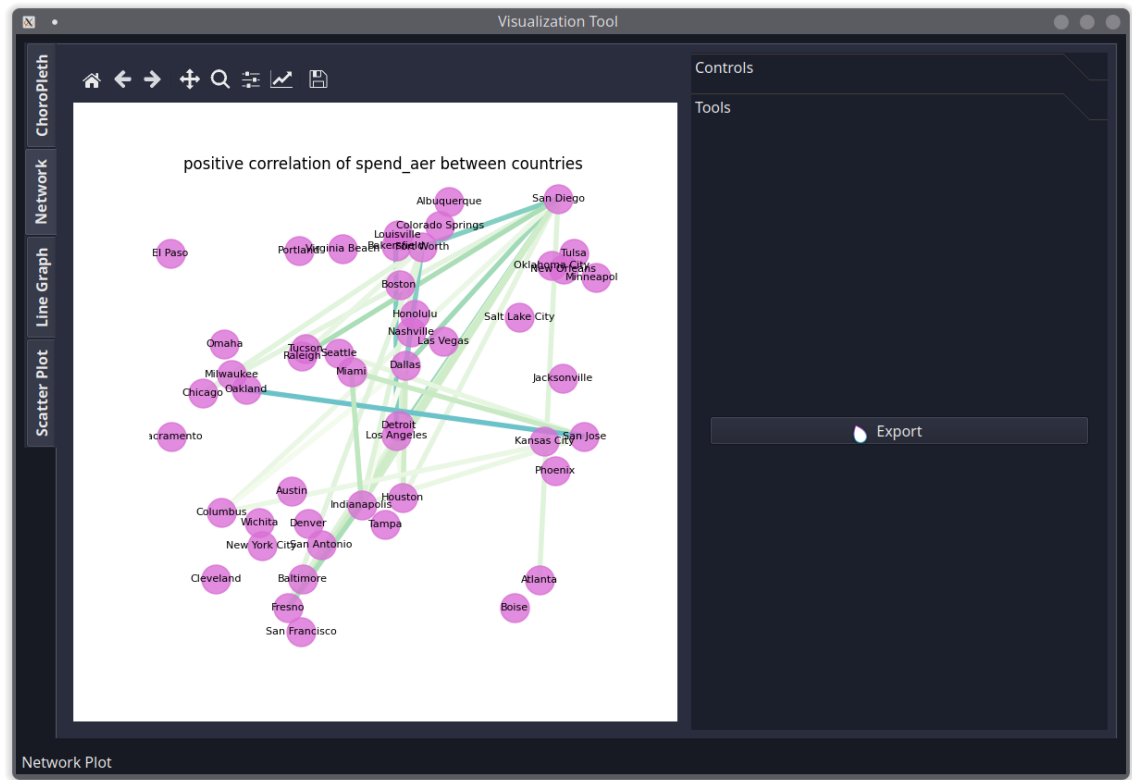 Visualization Tool
ChoroPleth
Network
Line Graph
Scatter Plot
Controls
Tools
Export
positive correlation of spend_aer between countries
Albuquerque
San Diego
Colorado Springs
Louisville
Bakersfield
Fort Worth
El Paso
Portland
Virginia Beach
Tulsa
Oklahoma City
New Orleans
Minneapol
Boston
Honolulu
Salt Lake City
Nashville
Las Vegas
Omaha
Tucson
Raleigh
Seattle
Dallas
Miami
Milwaukee
Oakland
Chicago
Jacksonville
Detroit
Los Angeles
acramento
Kansas City
San Jose
Phoenix
Austin
Houston
Indianapolis
Columbus
Wichita
Denver
Tampa
New York City
San Antonio
Cleveland
Baltimore
Atlanta
Fresno
Boise
San Francisco
Network Plot